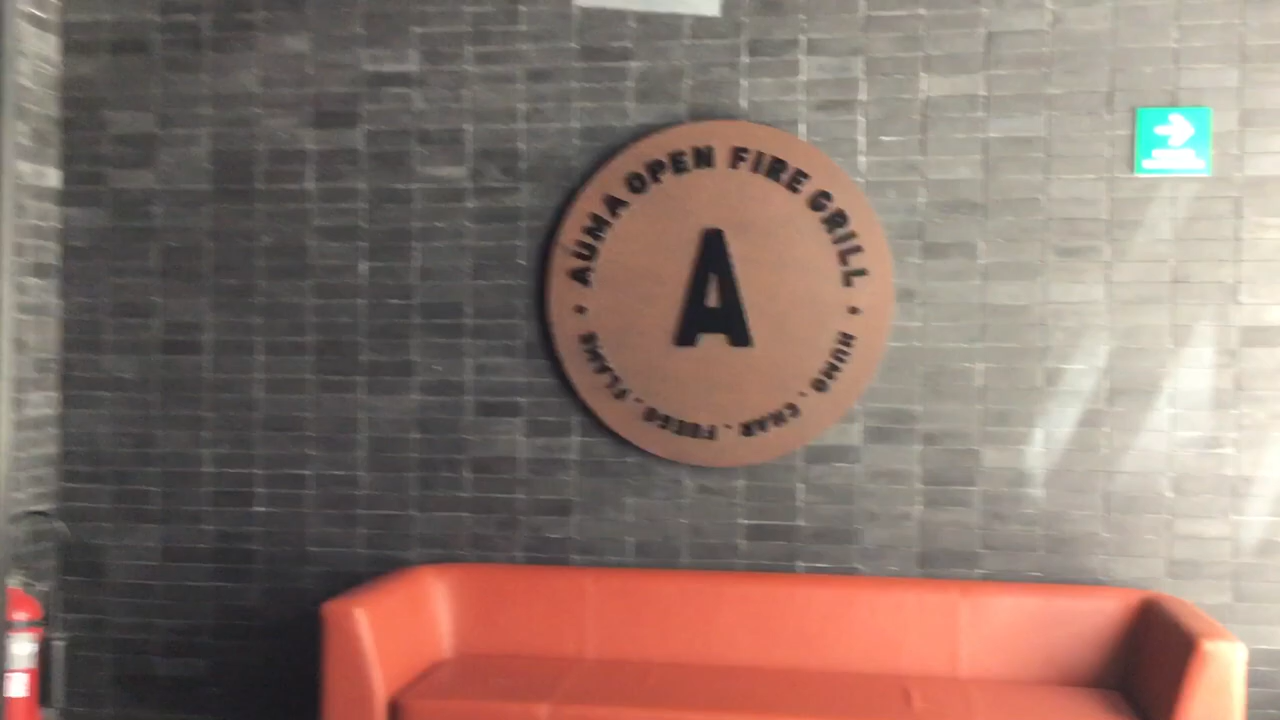 AUMA OPEN FIRE GRILL
A
HUMO . CHAR . FUEGO . FLAME